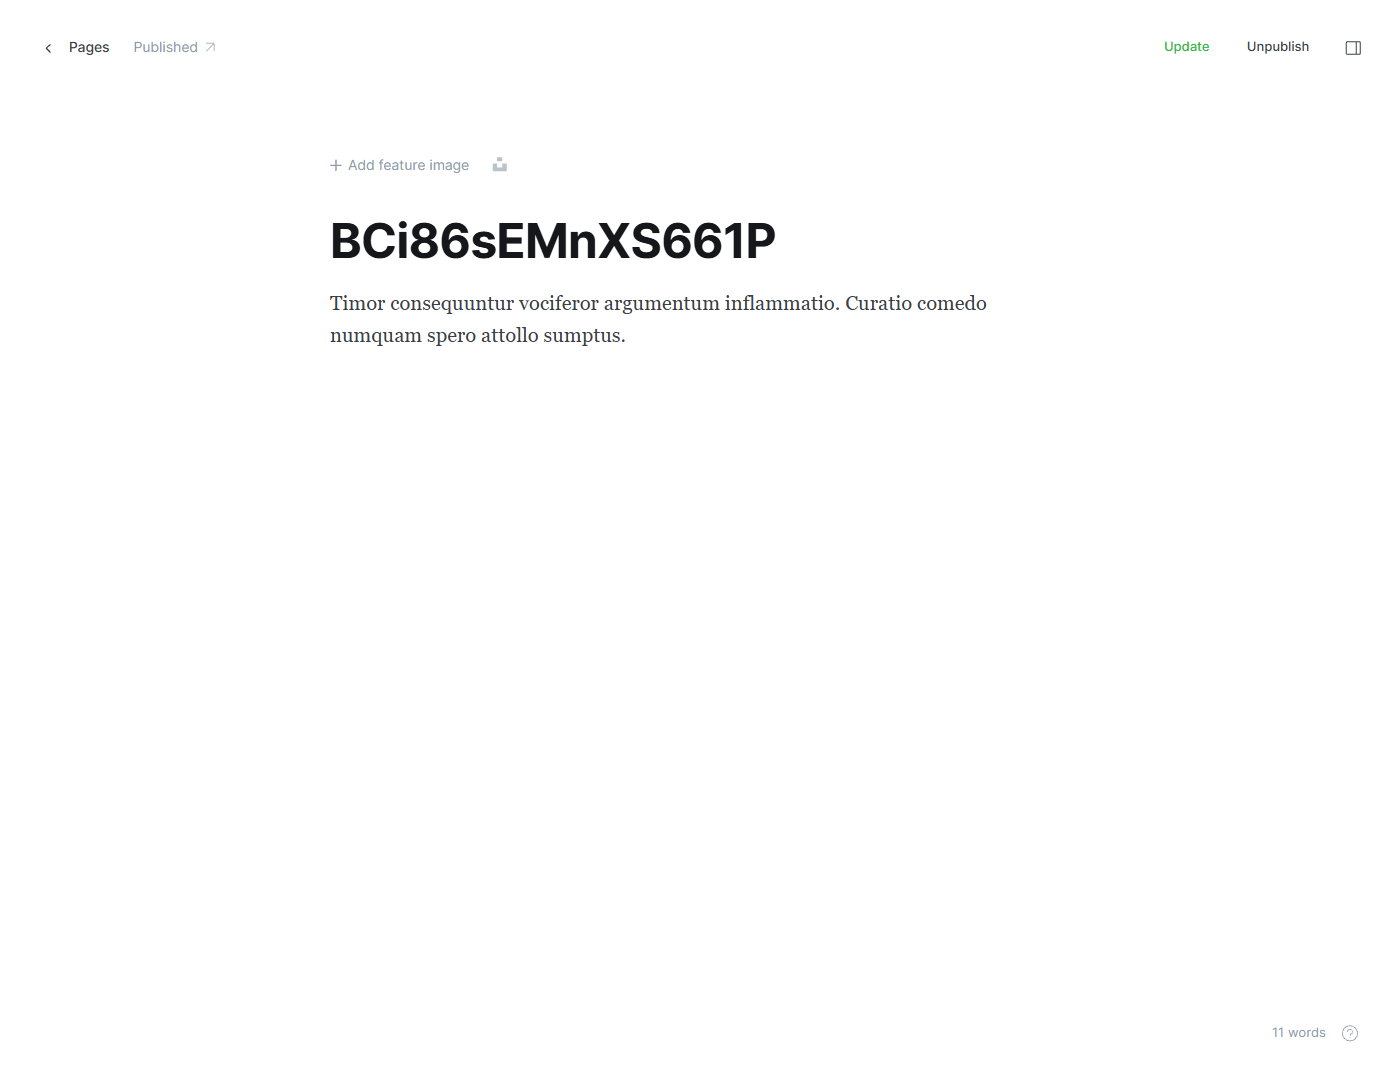 Pages Published
Update Unpublish
Add feature image
BCi86sEMnXS661P
Timor consequuntur vociferor argumentum inflammatio. Curatio comedo
numquam spero attollo sumptus.
11 words